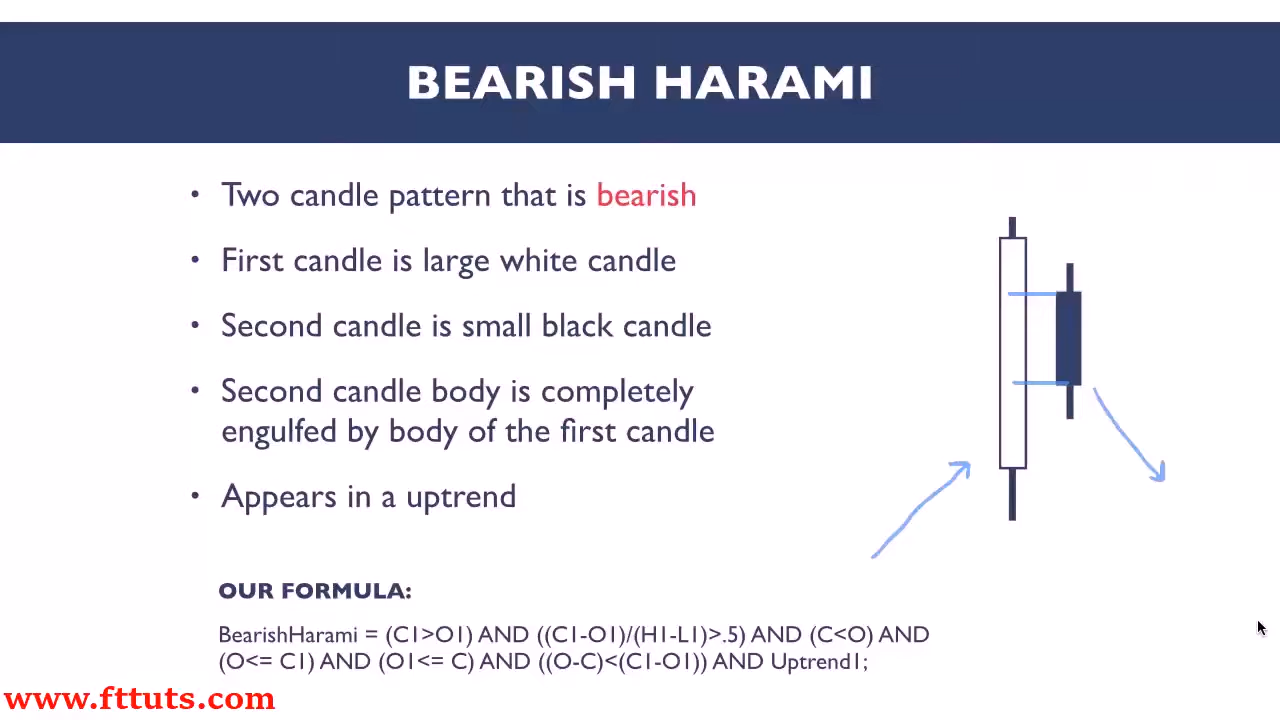 BEARISH HARAMI
• Two candle pattern that is bearish
• First candle is large white candle
• Second candle is small black candle
• Second candle body is completely
engulfed by body of the first candle
• Appears in a uptrend
OUR FORMULA:
BearishHarami = (C1>O1) AND ((C1-O1)/(H1-L1)>.5) AND (C<O) AND
(O<= C1) AND (O1<= C) AND ((O-C)<(C1-O1)) AND Uptrend1;
www.fttuts.com